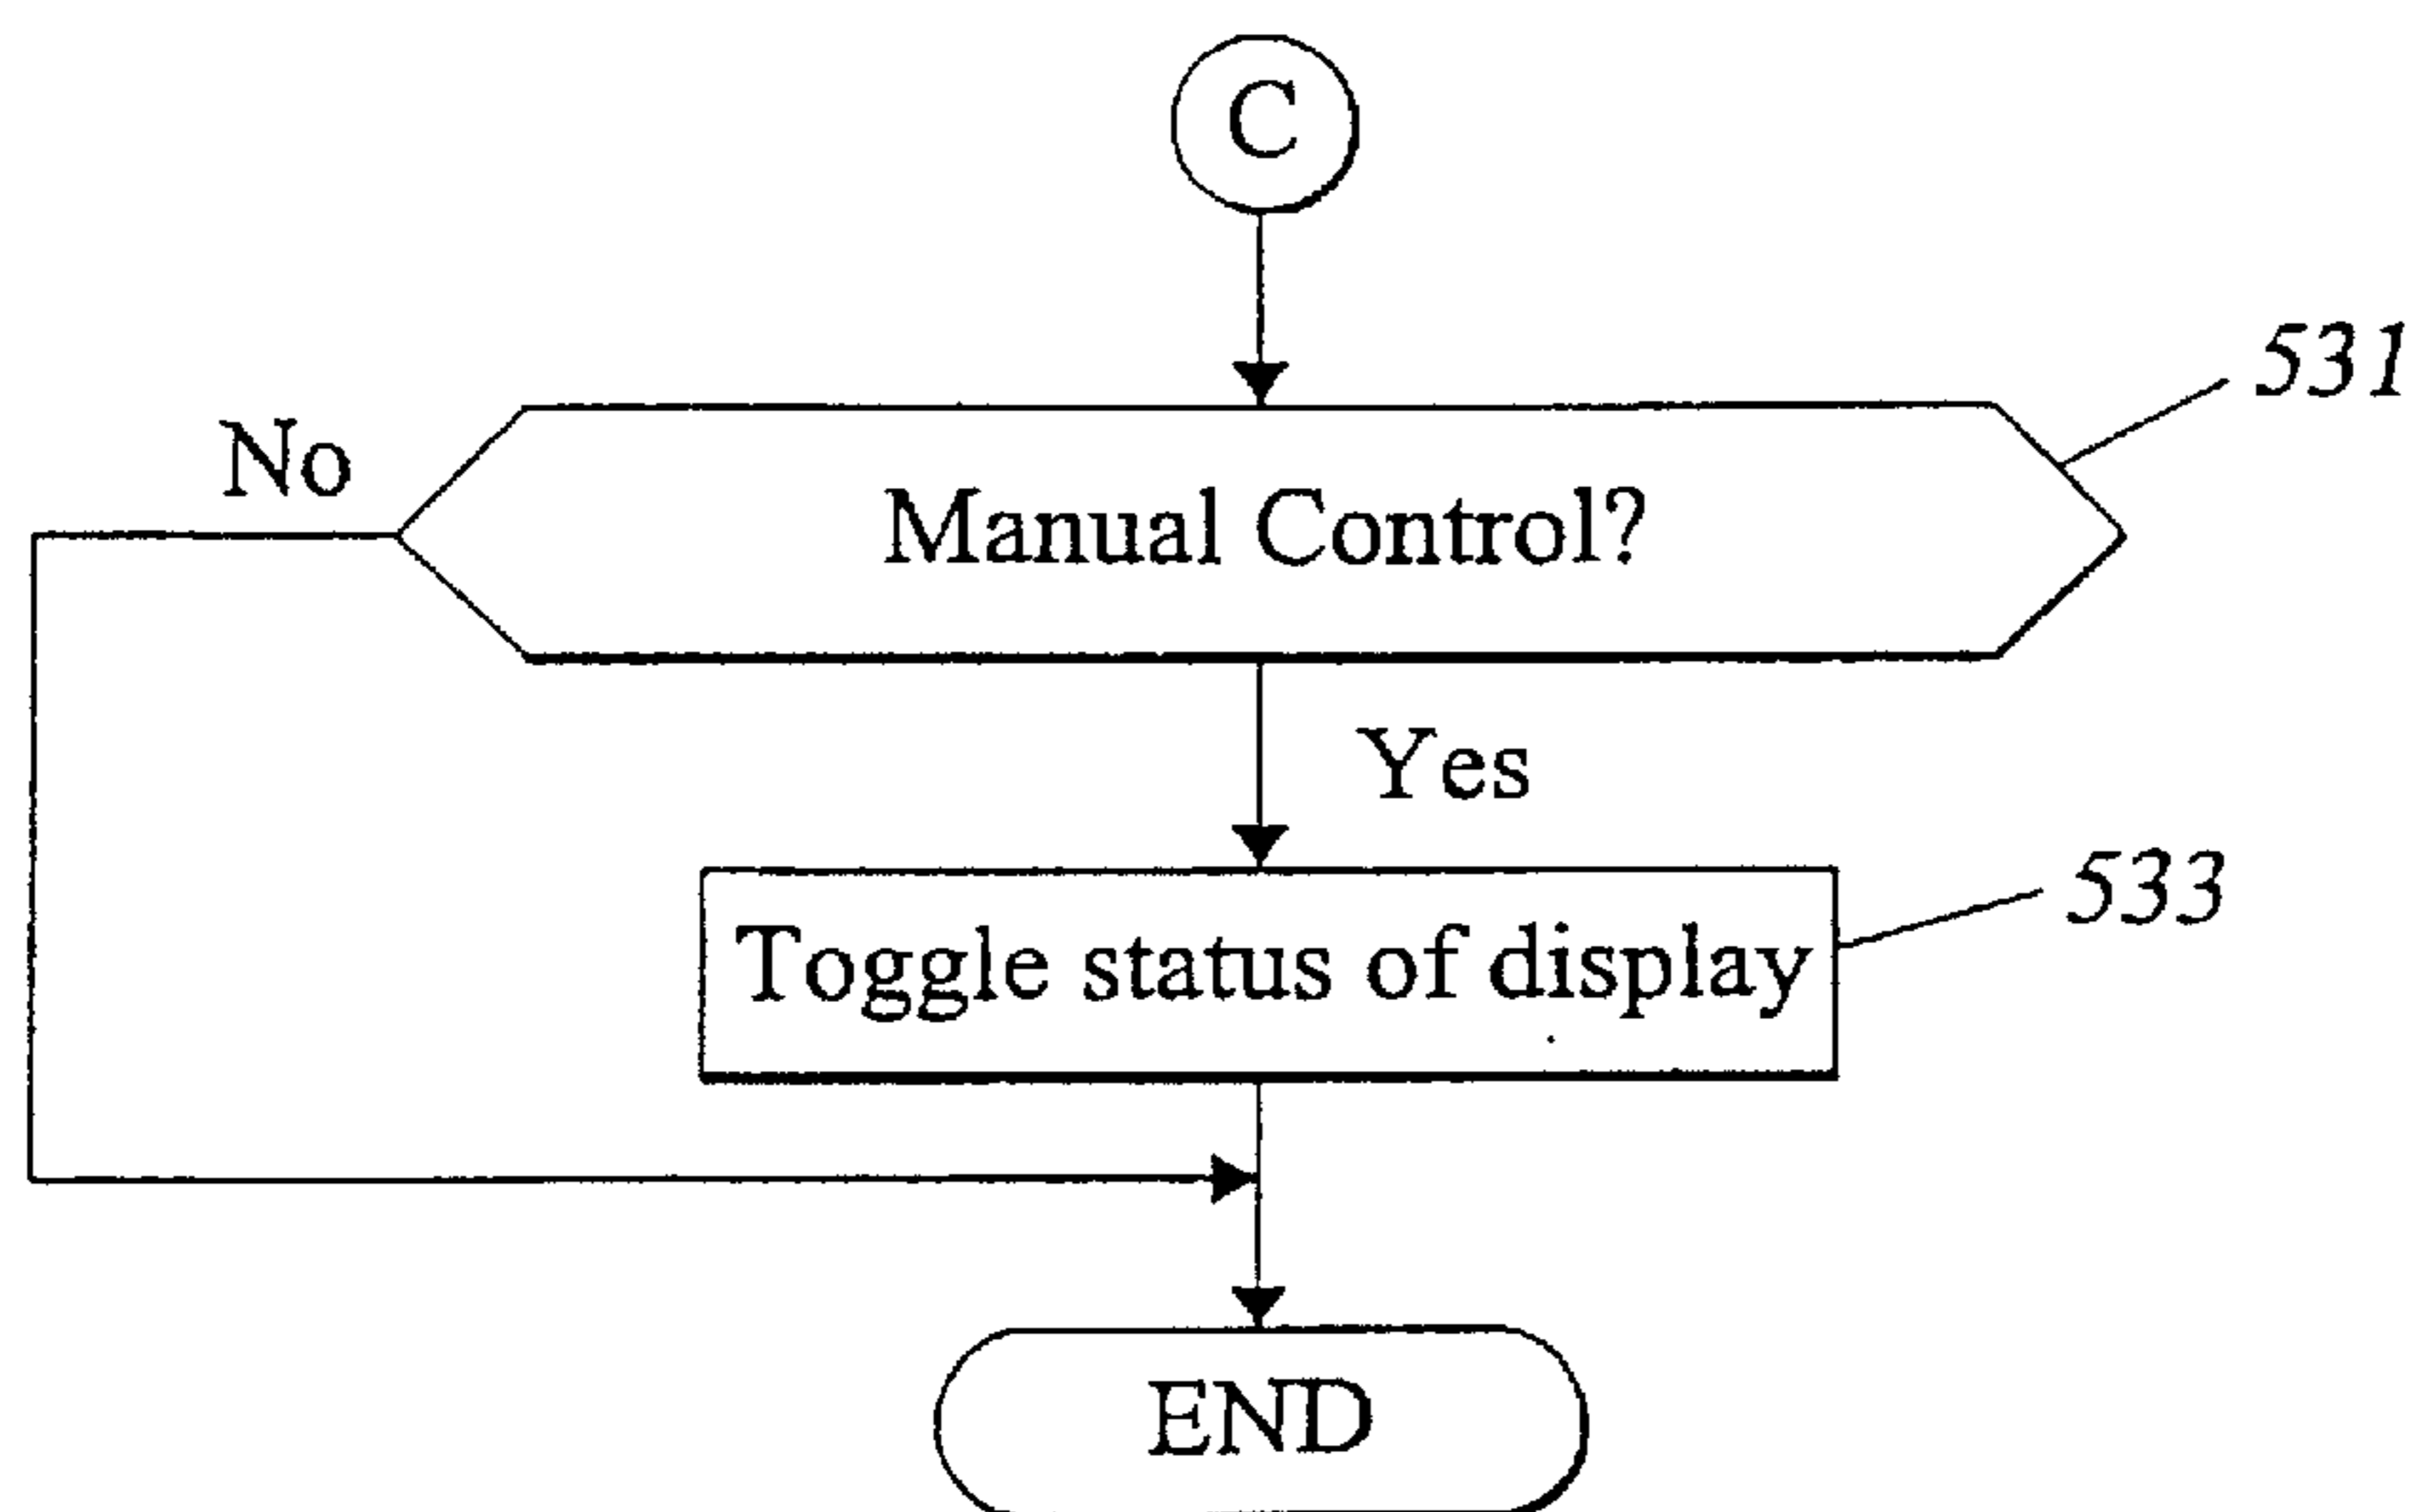 C
531
No
Manual Control?
Yes
533
Toggle status of display
END